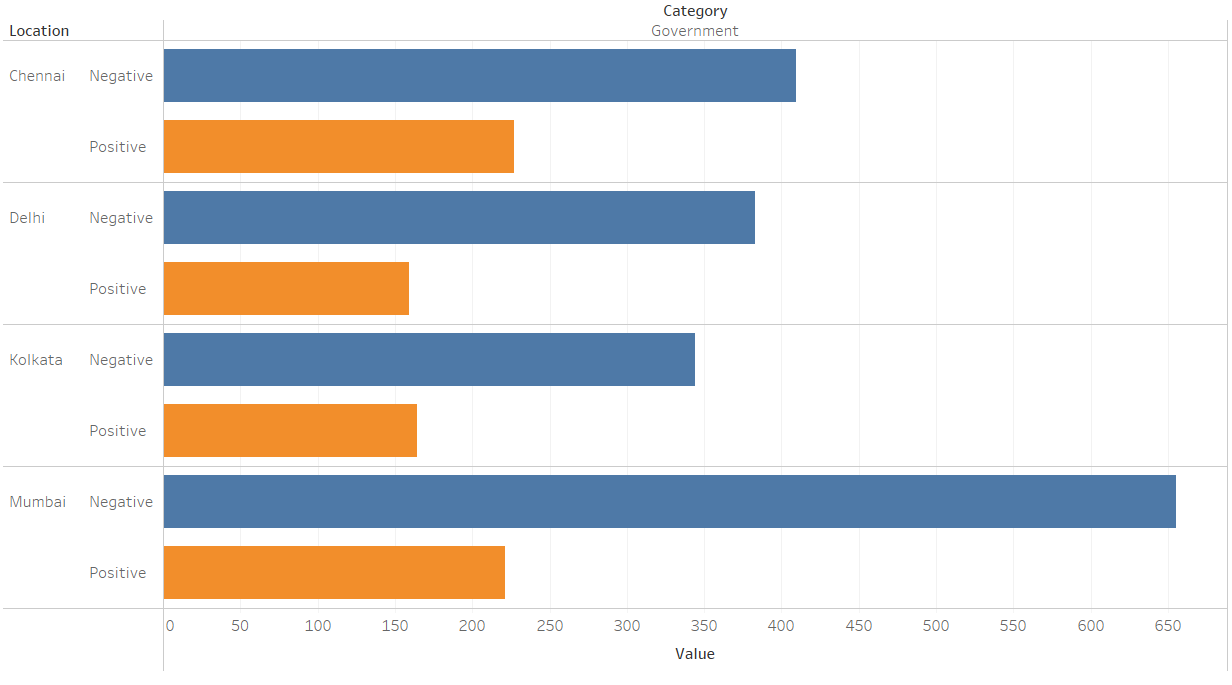 Category
Location Government
Chennai Negative
Positive
Delhi Negative
Positive
Kolkata Negative
Positive
Mumbai Negative
Positive
0 50 100 150 200 250 300 350 400 450 500 550 600 650
Value